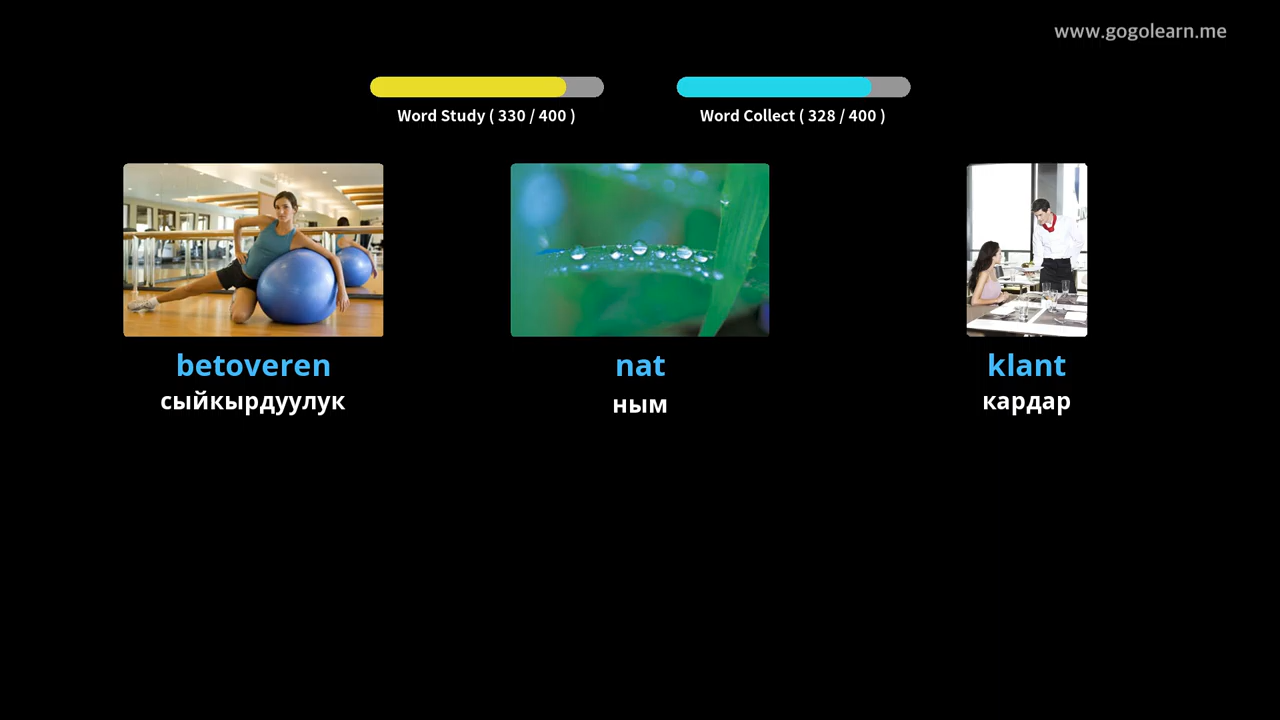 www.gogolearn.me
Word Study ( 330 / 400 )
Word Collect ( 328 / 400 )
betoveren
сыйкырдуулук
nat
ным
klant
кардар